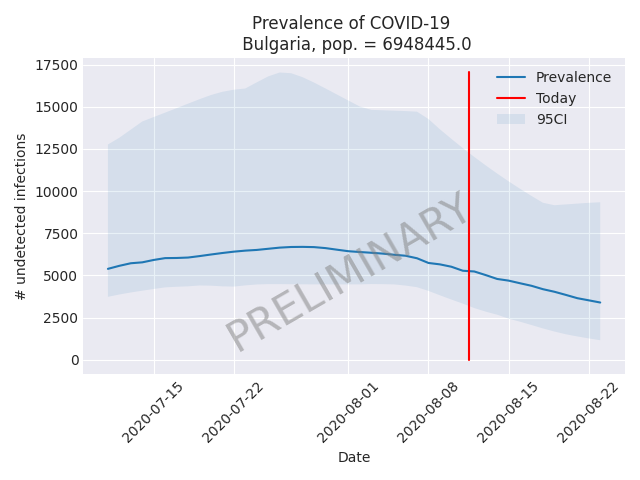 Prevalence of COVID-19
Bulgaria, pop. = 6948445.0
17500
15000
12500
10000
7500
5000
2500
0
# undetected infections
Prevalence
Today
95CI
PRELIMINARY
2020-07-15
2020-07-22
2020-08-01
2020-08-08
2020-08-15
2020-08-22
Date